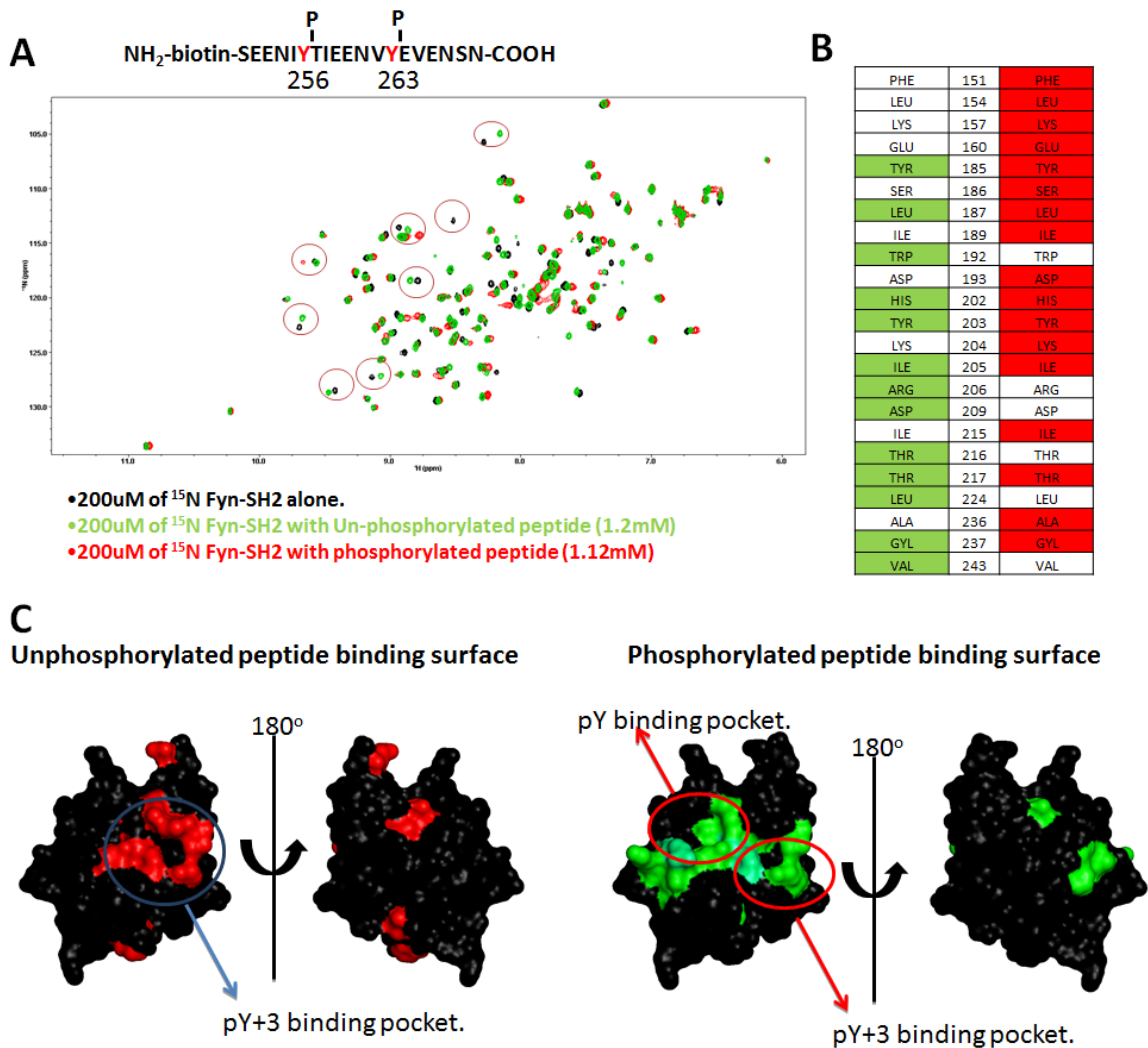 A
P P
NH2-biotin-SEENIYTIEENVYEVENSN-COOH
256 263
105.0
110.0
115.0
120.0
125.0
130.0
15N (ppm)
11.0 10.0 9.0 8.0 7.0 6.0
1H (ppm)
•200uM of 15N Fyn-SH2 alone.
•200uM of 15N Fyn-SH2 with Un-phosphorylated peptide (1.2mM)
•200uM of 15N Fyn-SH2 with phosphorylated peptide (1.12mM)
B
PHE 151 PHE
LEU 154 LEU
LYS 157 LYS
GLU 160 GLU
TYR 185 TYR
SER 186 SER
LEU 187 LEU
ILE 189 ILE
TRP 192 TRP
ASP 193 ASP
HIS 202 HIS
TYR 203 TYR
LYS 204 LYS
ILE 205 ILE
ARG 206 ARG
ASP 209 ASP
ILE 215 ILE
THR 216 THR
THR 217 THR
LEU 224 LEU
ALA 236 ALA
GYL 237 GYL
VAL 243 VAL
C
Unphosphorylated peptide binding surface
180o
pY+3 binding pocket.
Phosphorylated peptide binding surface
pY binding pocket.
180o
pY+3 binding pocket.